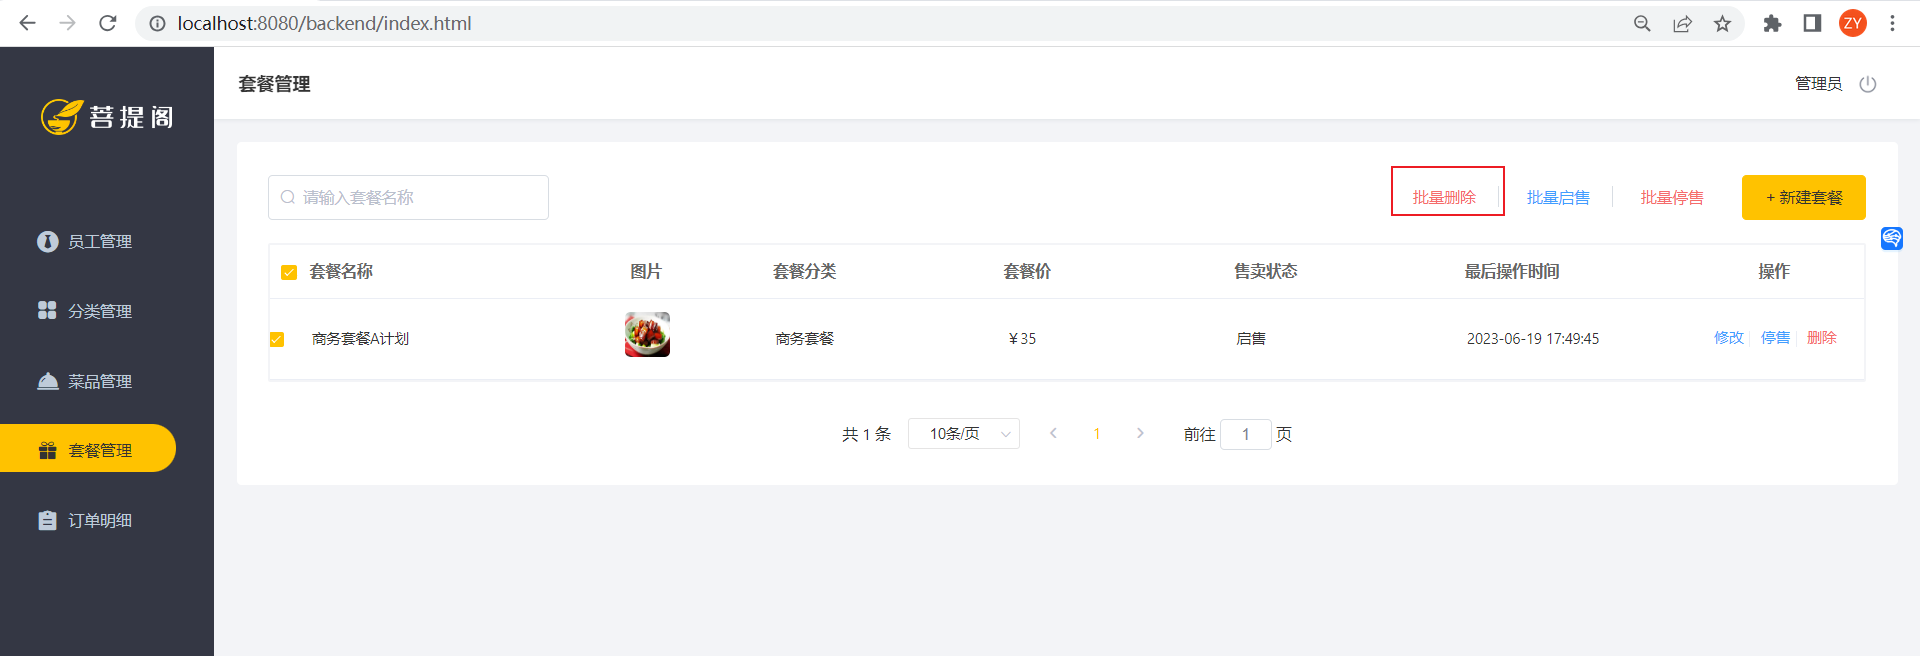 localhost:8080/backend/index.html
ZY
菩提阁
员工管理
分类管理
菜品管理
套餐管理
订单明细
套餐管理
管理员
请输入套餐名称
批量删除 批量启售 批量停售 + 新建套餐
套餐名称 图片 套餐分类 套餐价 售卖状态 最后操作时间 操作
商务套餐A计划 商务套餐 ¥35 启售 2023-06-19 17:49:45 修改 停售 删除
共 1 条 10条/页 1 前往 1 页